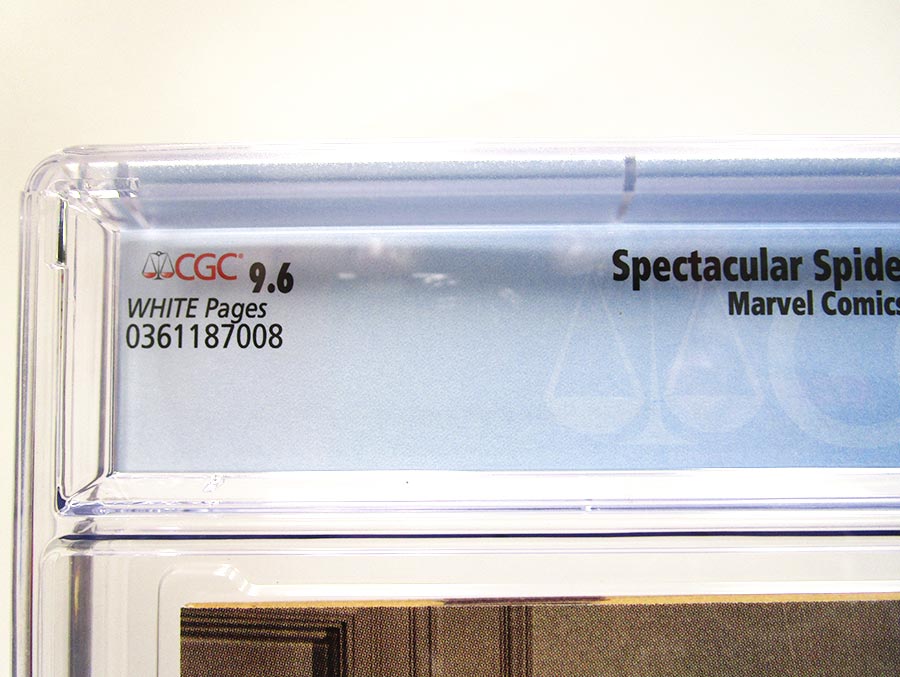 CGC® 9.6
WHITE Pages
0361187008
Spectacular Spide
Marvel Comics